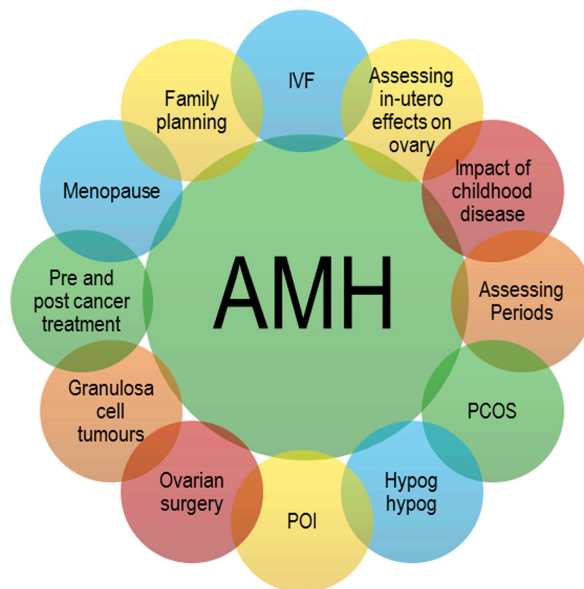 IVF
Assessing
in-utero
effects on
ovary
Impact of
childhood
disease
Assessing
Periods
PCOS
Hypog
hypog
POI
Ovarian
surgery
Granulosa
cell
tumours
Pre and
post cancer
treatment
Menopause
Family
planning
AMH